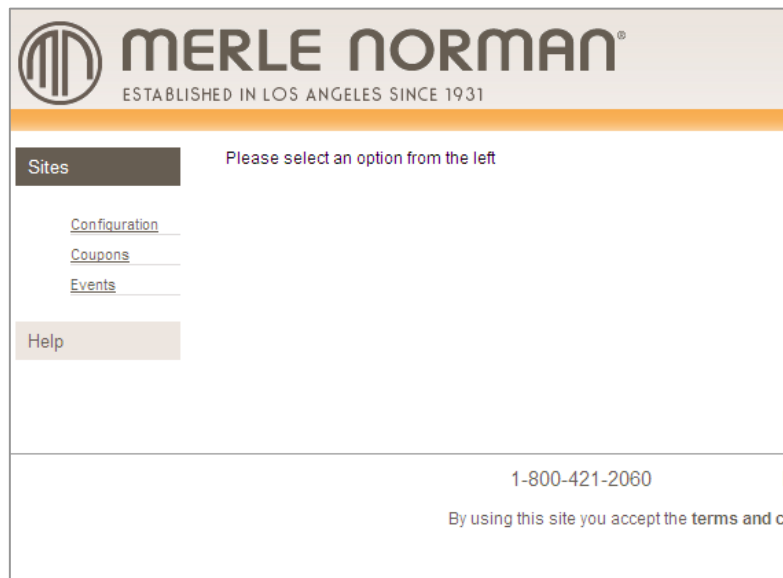 MERLE NORMAN®
ESTABLISHED IN LOS ANGELES SINCE 1931
Sites
Please select an option from the left
Configuration
Coupons
Events
Help
1-800-421-2060
By using this site you accept the terms and